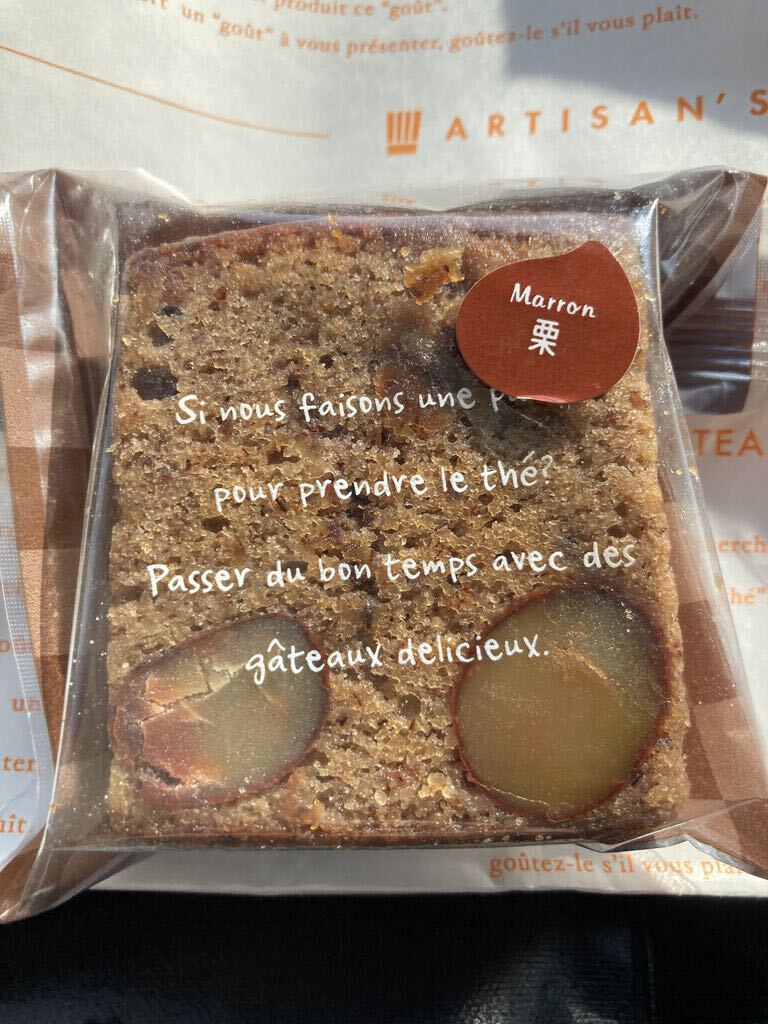 produit ce "goût".
un "goût" à vous présenter, goûtez-le s'il vous plaît.
ARTISAN'S
Marron
栗
Si nous faisons une
pour prendre le thé?
Passer du bon temps avec des
gâteaux delicieux.
TEA
un
goûtez-le s'il vous